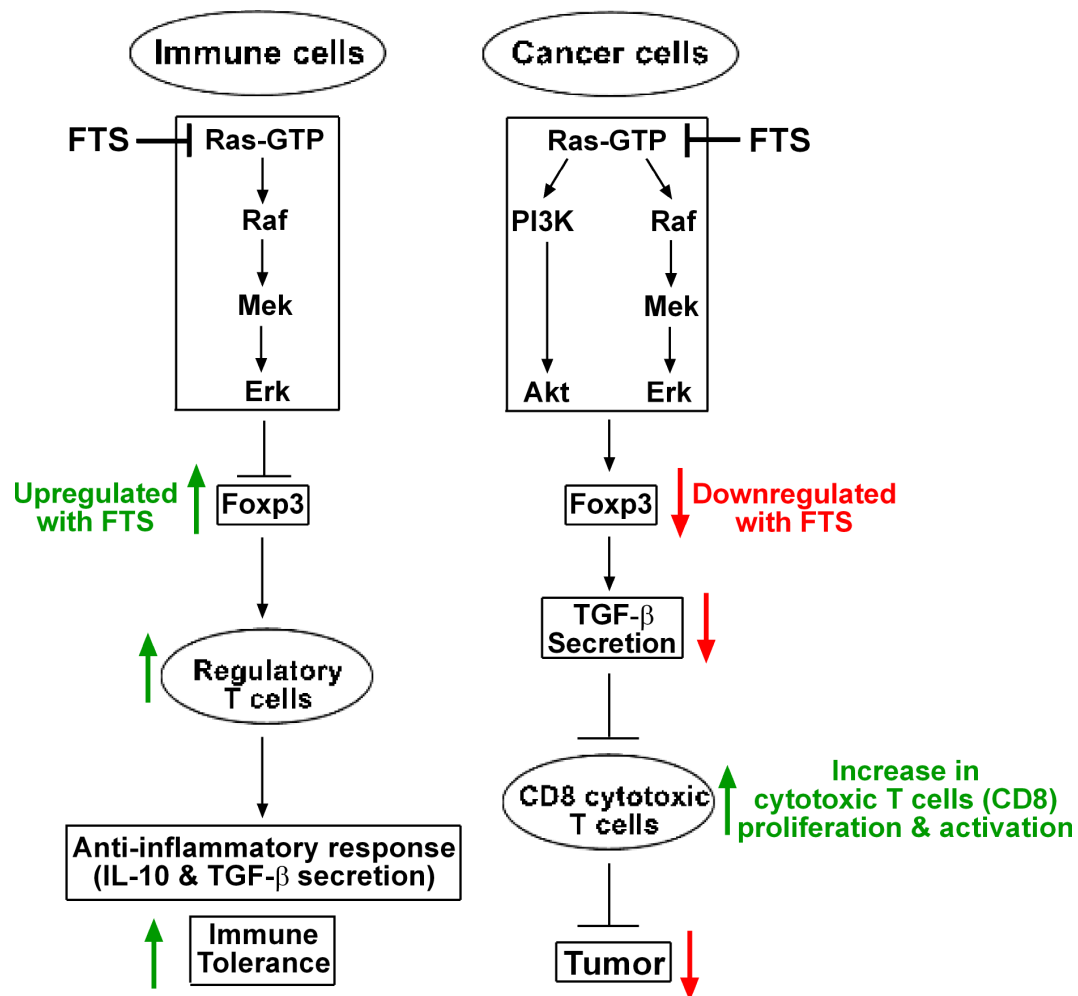 Immune cells
FTS
Ras-GTP
Raf
Mek
Erk
Upregulated
with FTS
Foxp3
Regulatory
T cells
Anti-inflammatory response
(IL-10 & TGF-β secretion)
Immune
Tolerance
Cancer cells
Ras-GTP
FTS
PI3K
Raf
Mek
Akt
Erk
Foxp3
Downregulated
with FTS
TGF-β
Secretion
CD8 cytotoxic
T cells
Increase in
cytotoxic T cells (CD8)
proliferation & activation
Tumor